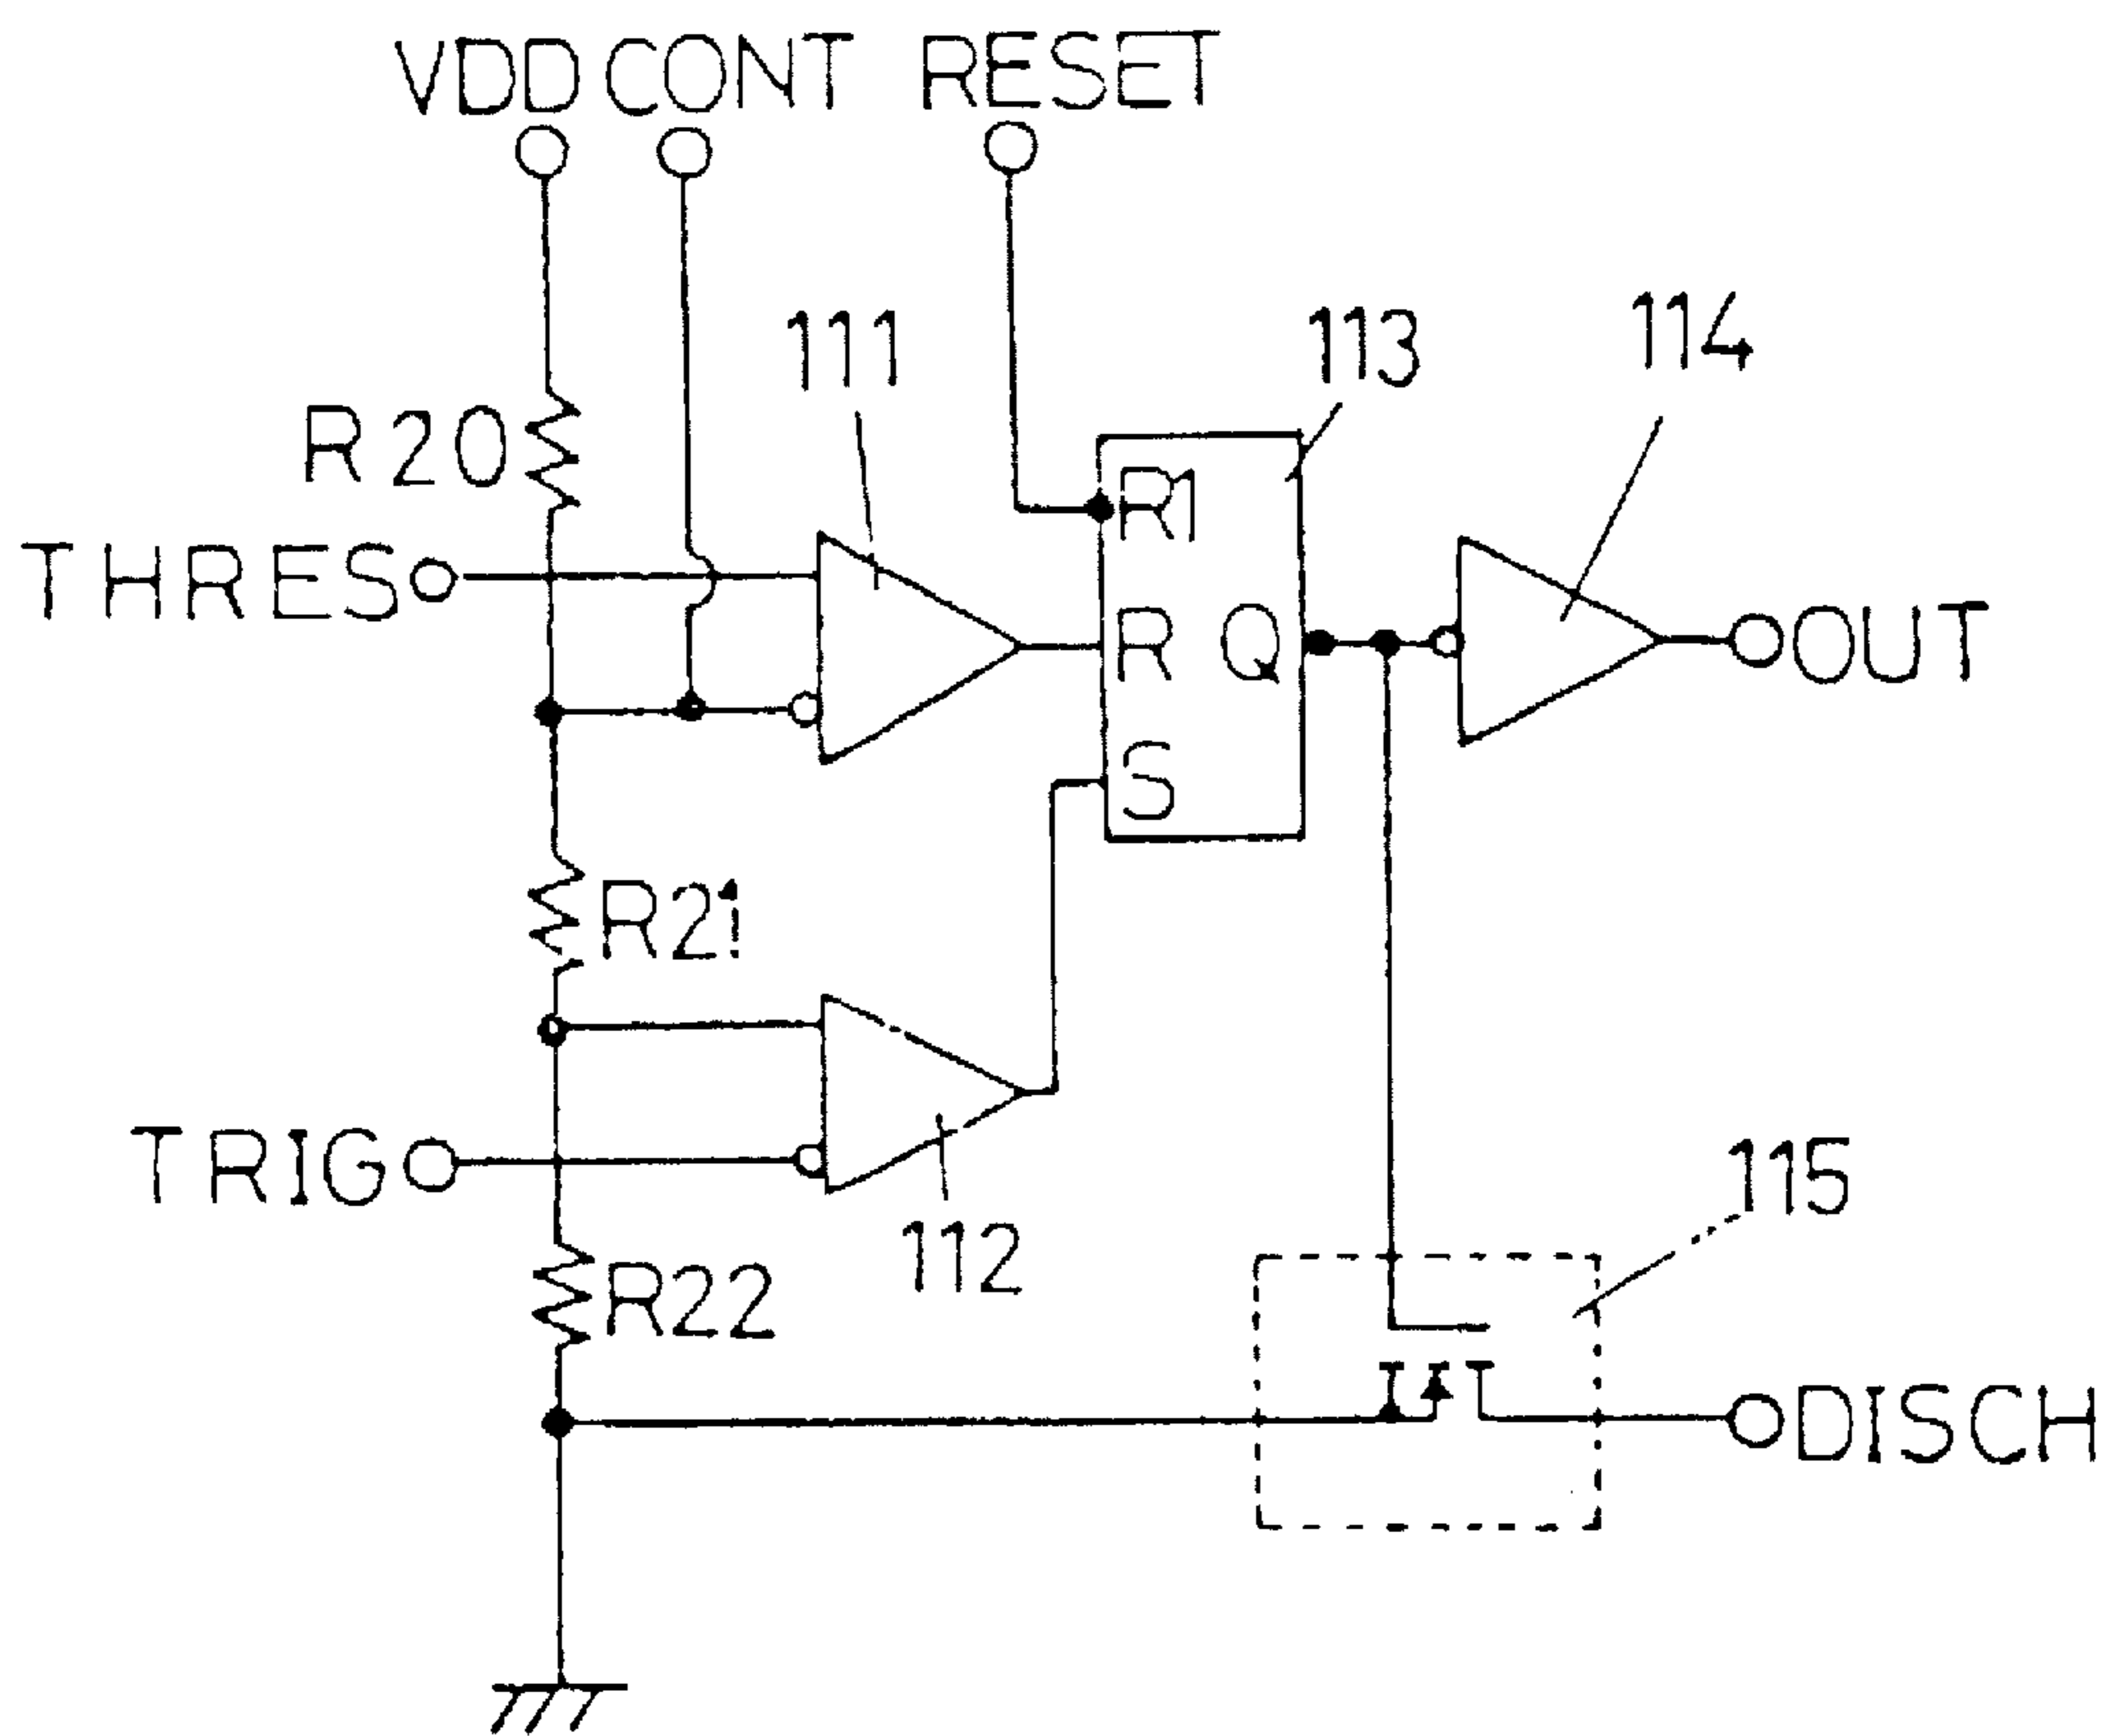 VDD CONT RESET
111
113
114
R20
R1
THRES
R Q
OUT
S
R21
TRIG
112
115
R22
DISCH